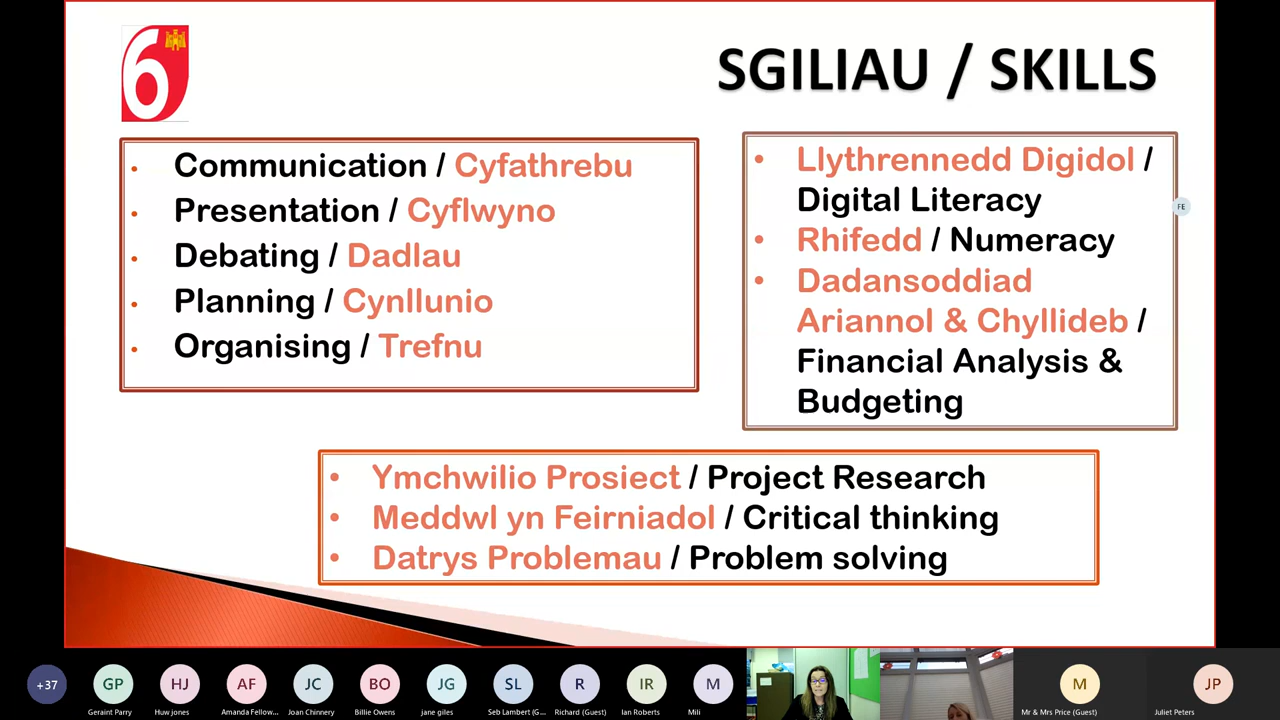 6
SGILIAU / SKILLS
• Communication / Cyfathrebu
• Presentation / Cyflwyno
• Debating / Dadlau
• Planning / Cynllunio
• Organising / Trefnu
• Llythrennedd Digidol /
Digital Literacy
• Rhifedd / Numeracy
• Dadansoddiad
Ariannol & Chyllideb /
Financial Analysis &
Budgeting
FE
• Ymchwilio Prosiect / Project Research
• Meddwl yn Feirniadol / Critical thinking
• Datrys Problemau / Problem solving
+37 GP HJ AF JC BO JG SL R IR M M JP
Geraint Parry Huw jones Amanda Fellow... Joan Chinnery Billie Owens jane giles Seb Lambert (G... Richard (Guest) Ian Roberts Mili Mr & Mrs Price (Guest) Juliet Peters